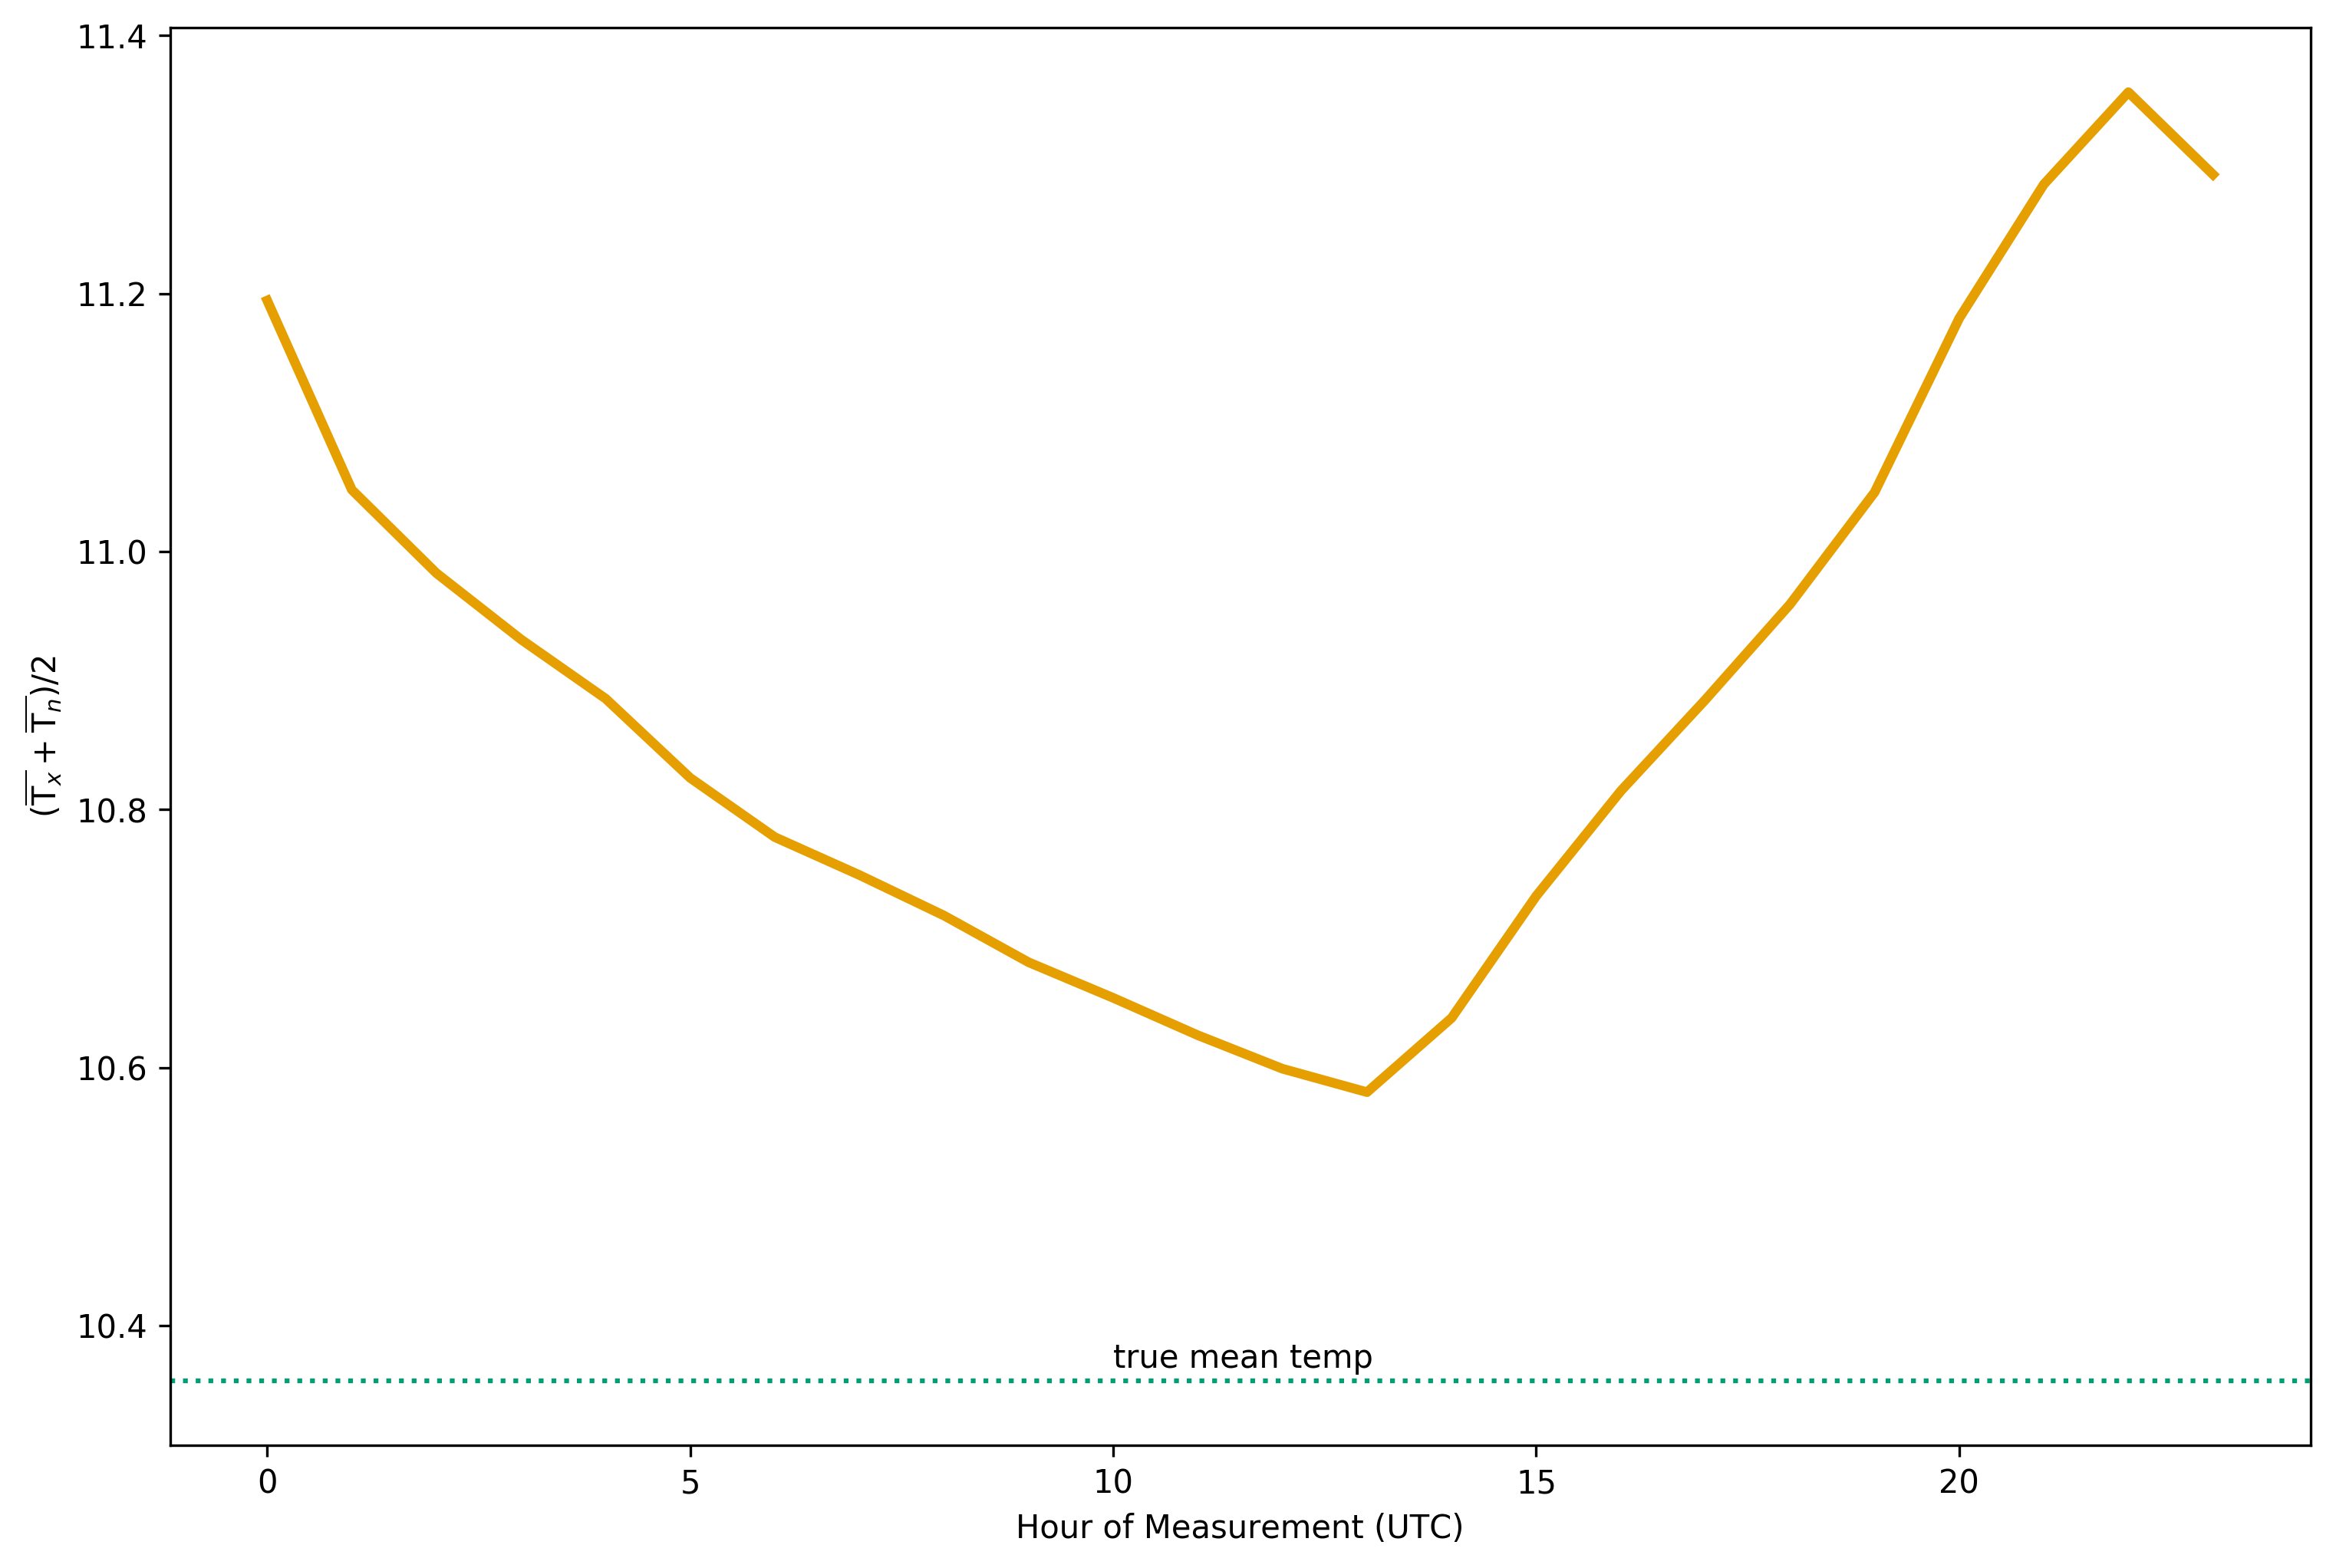 11.4
11.2
11.0
10.8
10.6
10.4
(T̅ₓ + T̅ₙ)/2
true mean temp
0 5 10 15 20
Hour of Measurement (UTC)